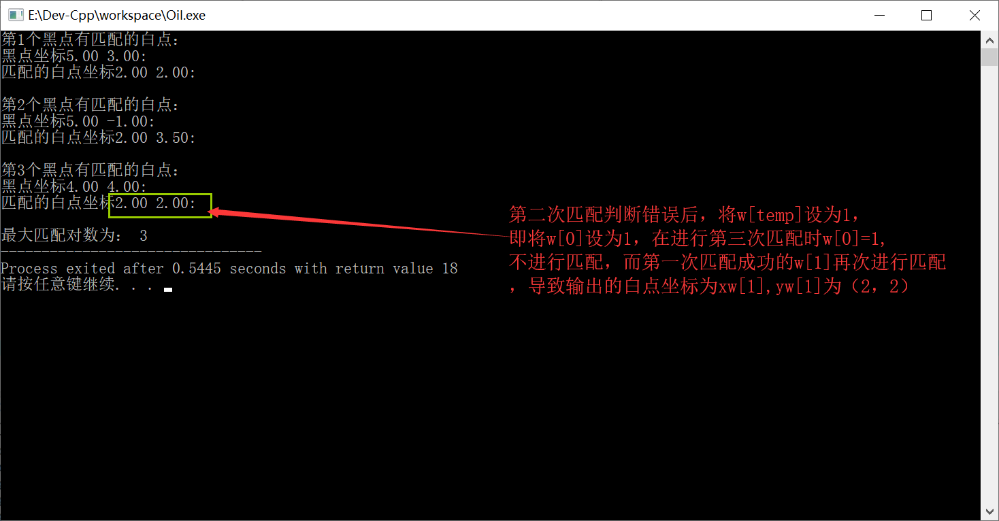 E:\Dev-Cpp\workspace\Oil.exe
第1个黑点有匹配的白点:
黑点坐标5.00 3.00:
匹配的白点坐标2.00 2.00:
第2个黑点有匹配的白点:
黑点坐标5.00 -1.00:
匹配的白点坐标2.00 3.50:
第3个黑点有匹配的白点:
黑点坐标4.00 4.00:
匹配的白点坐标2.00 2.00:
最大匹配对数为: 3
--------------------------------
Process exited after 0.5445 seconds with return value 18
请按任意键继续. . .
第二次匹配判断错误后，将w[temp]设为1，
即将w[0]设为1，在进行第三次匹配时w[0]=1,
不进行匹配，而第一次匹配成功的w[1]再次进行匹配
，导致输出的白点坐标为xw[1],yw[1]为（2，2）